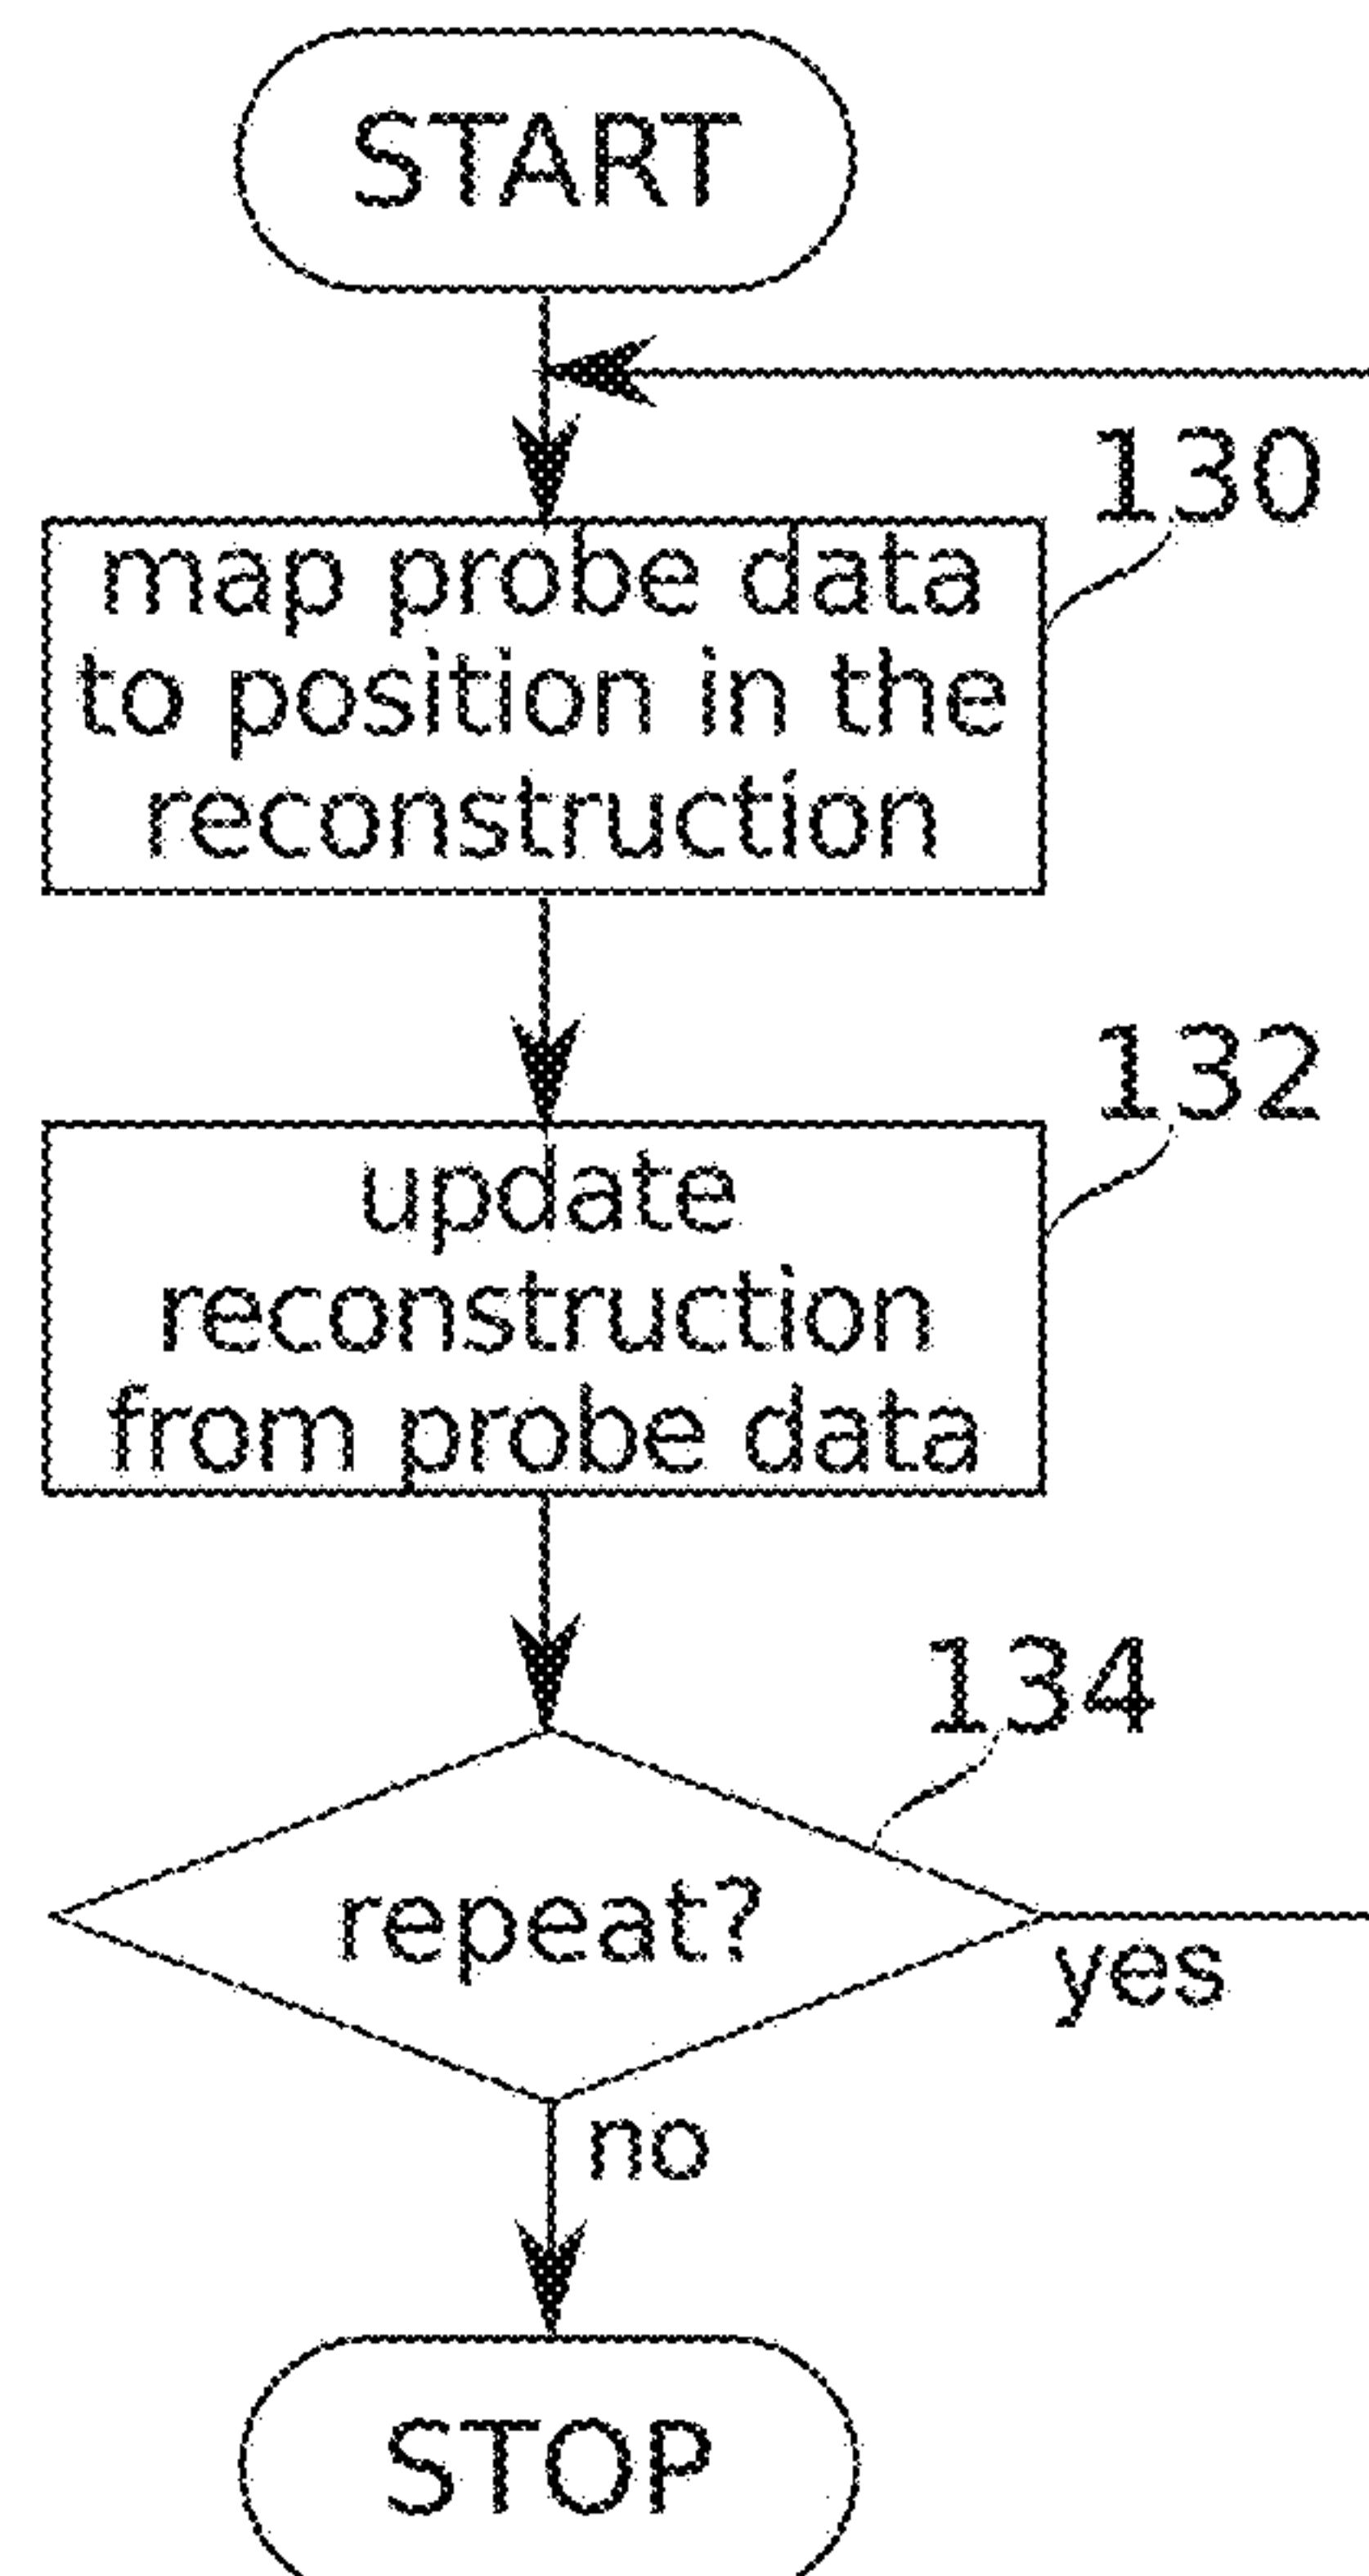 START
130
map probe data
to position in the
reconstruction
132
update
reconstruction
from probe data
134
repeat?
yes
no
STOP